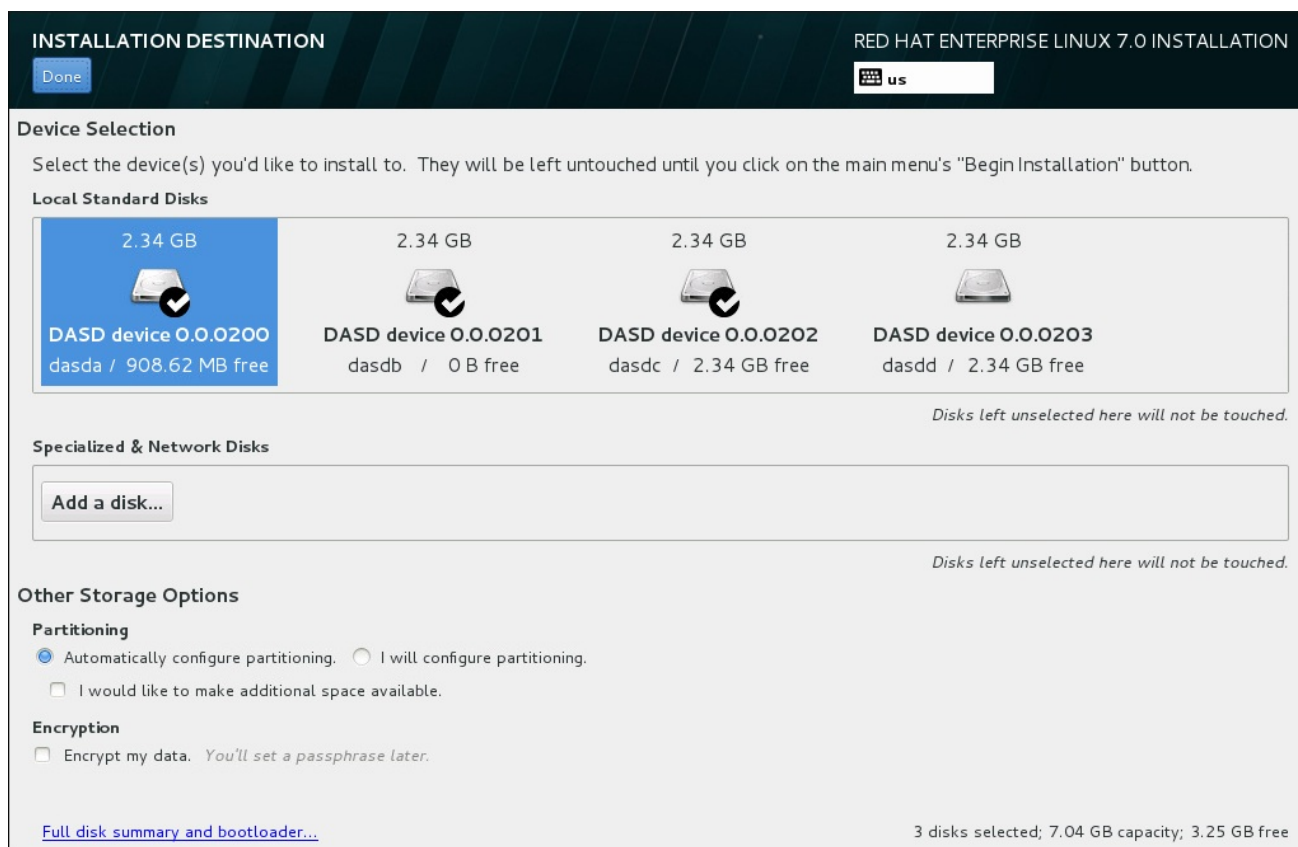 INSTALLATION DESTINATION
RED HAT ENTERPRISE LINUX 7.0 INSTALLATION
Done
us
Device Selection
Select the device(s) you'd like to install to. They will be left untouched until you click on the main menu's "Begin Installation" button.
Local Standard Disks
2.34 GB 2.34 GB 2.34 GB 2.34 GB
DASD device 0.0.0200 DASD device 0.0.0201 DASD device 0.0.0202 DASD device 0.0.0203
dasda / 908.62 MB free dasdb / 0 B free dasdc / 2.34 GB free dasdd / 2.34 GB free
Disks left unselected here will not be touched.
Specialized & Network Disks
Add a disk...
Disks left unselected here will not be touched.
Other Storage Options
Partitioning
Automatically configure partitioning. I will configure partitioning.
I would like to make additional space available.
Encryption
Encrypt my data. You'll set a passphrase later.
Full disk summary and bootloader... 3 disks selected; 7.04 GB capacity; 3.25 GB free